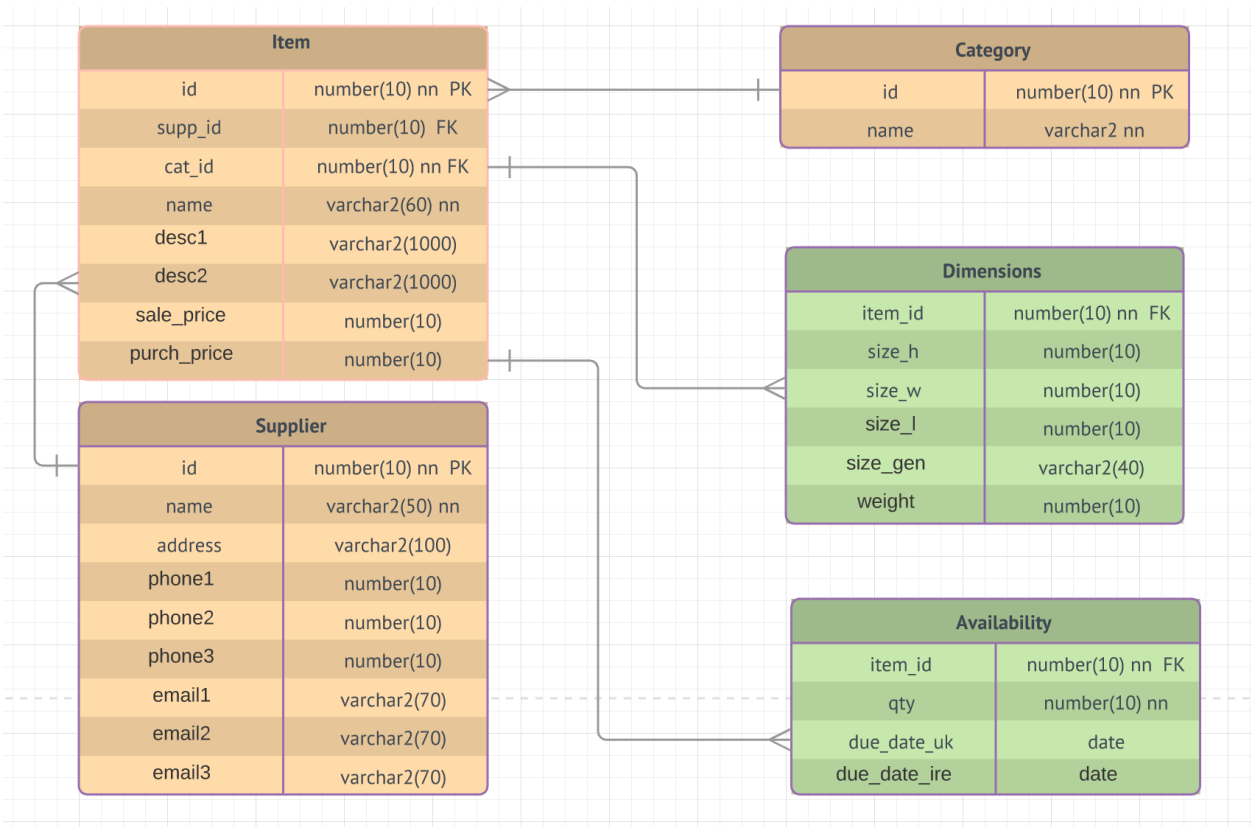 Item
id number(10) nn PK
supp_id number(10) FK
cat_id number(10) nn FK
name varchar2(60) nn
desc1 varchar2(1000)
desc2 varchar2(1000)
sale_price number(10)
purch_price number(10)
Supplier
id number(10) nn PK
name varchar2(50) nn
address varchar2(100)
phone1 number(10)
phone2 number(10)
phone3 number(10)
email1 varchar2(70)
email2 varchar2(70)
email3 varchar2(70)
Category
id number(10) nn PK
name varchar2 nn
Dimensions
item_id number(10) nn FK
size_h number(10)
size_w number(10)
size_l number(10)
size_gen varchar2(40)
weight number(10)
Availability
item_id number(10) nn FK
qty number(10) nn
due_date_uk date
due_date_ire date